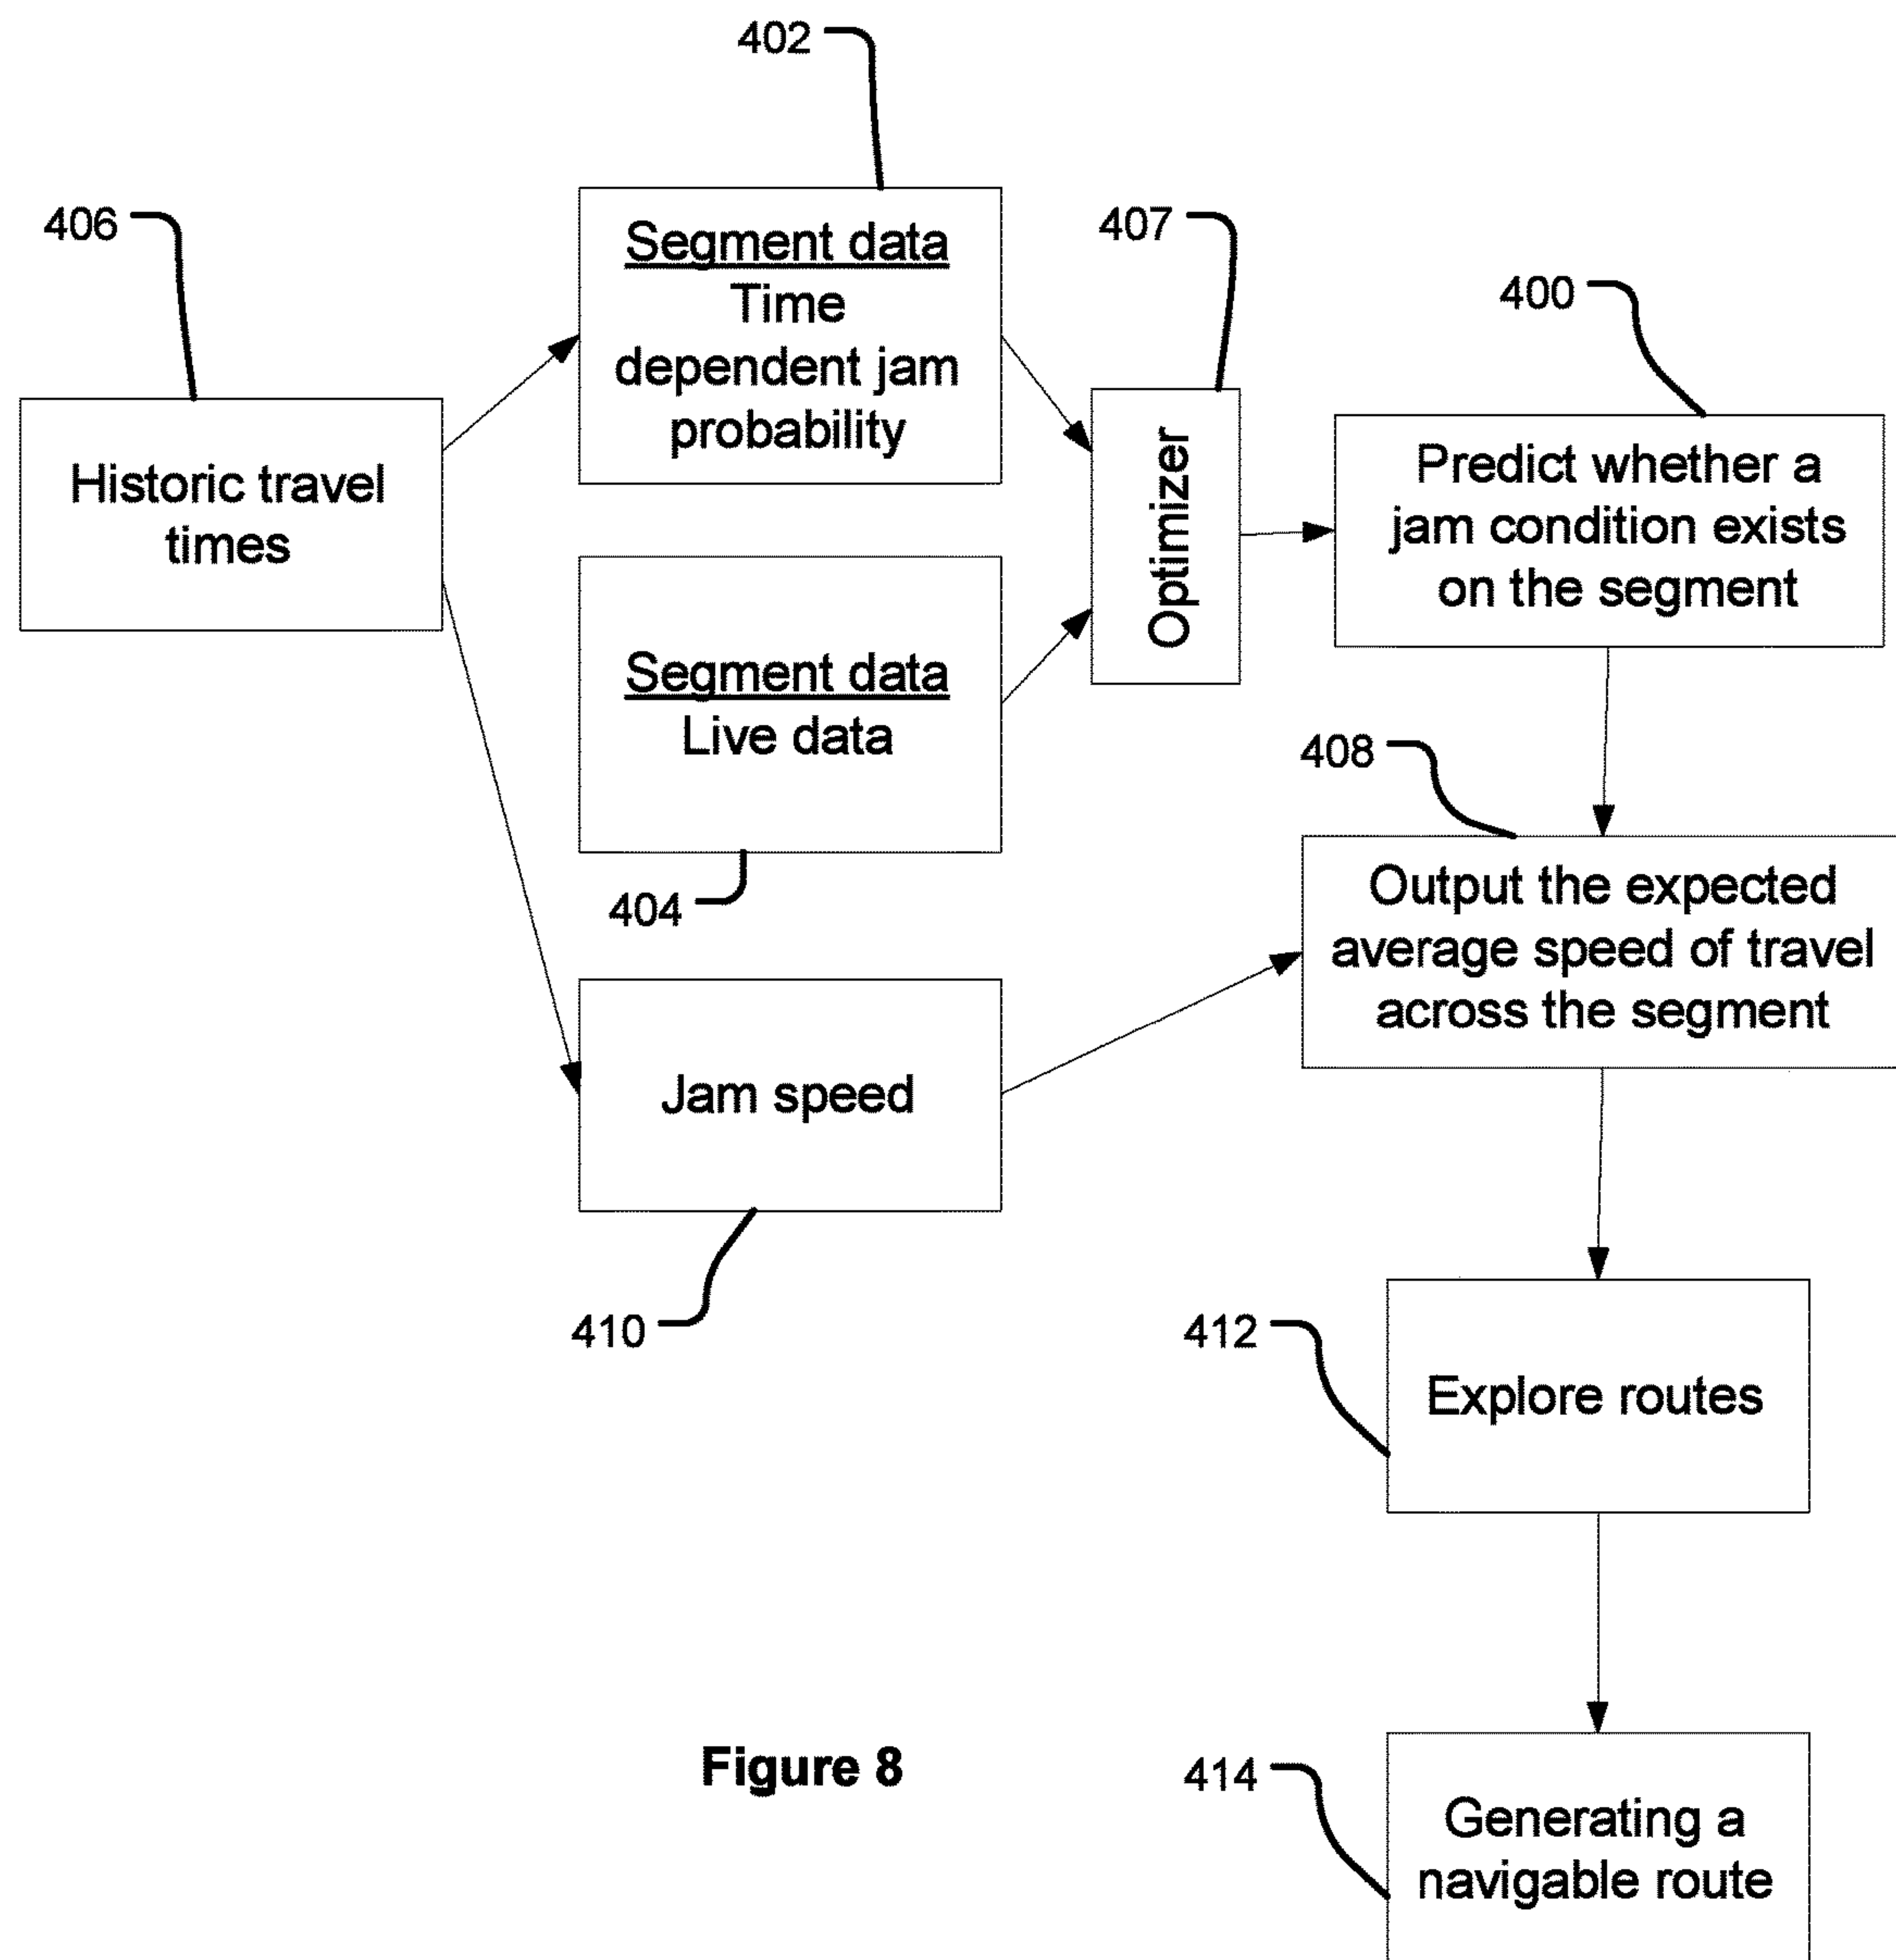 402
406
Segment data
Time
dependent jam
probability
407
400
Historic travel
times
Optimizer
Predict whether a
jam condition exists
on the segment
Segment data
Live data
404
408
Output the expected
average speed of travel
across the segment
Jam speed
410
412
Explore routes
Figure 8
414
Generating a
navigable route